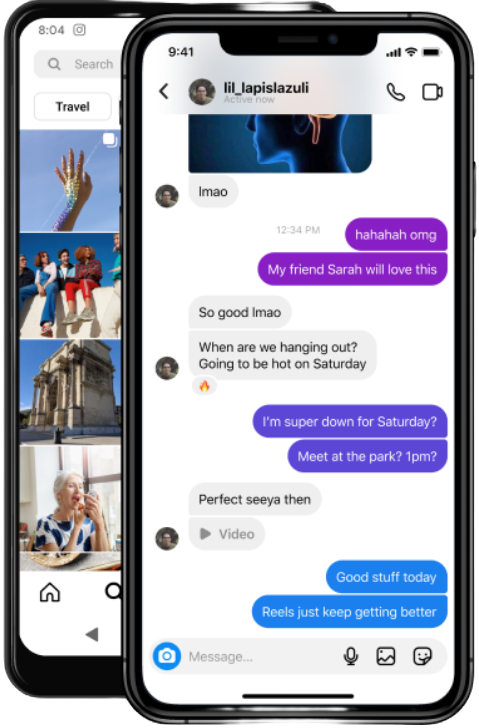 8:04
Search
Travel
9:41
lil_lapislazuli
Active now
lmao
12:34 PM
hahahah omg
My friend Sarah will love this
So good lmao
When are we hanging out?
Going to be hot on Saturday
I'm super down for Saturday?
Meet at the park? 1pm?
Perfect seeya then
Video
Good stuff today
Reels just keep getting better
Message...